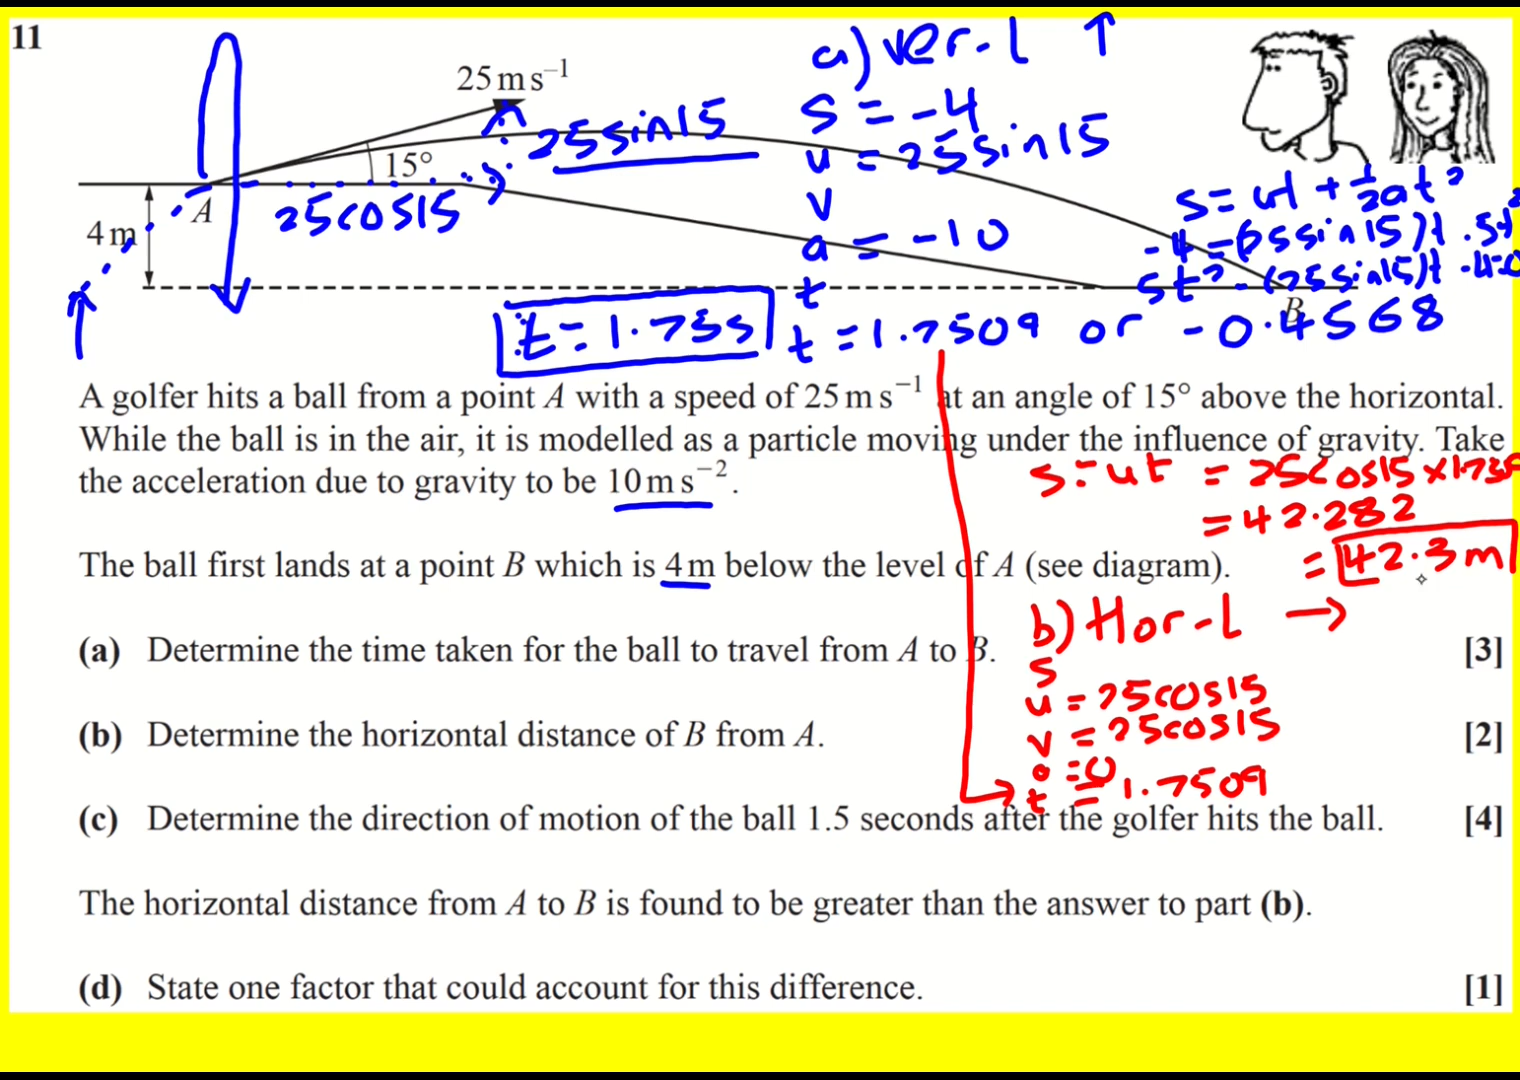 11
25 m s⁻¹
15°
A
4 m
B
25sin15
25cos15
a) ver-l ↑
s = -4
u = 25sin15
v
a = -10
t
s = ut + ½at²
-4 = (25sin15)t - 5t²
5t² - (25sin15)t - 4 = 0
t = 1.7509 or -0.4568
t = 1.75s
A golfer hits a ball from a point A with a speed of 25 m s⁻¹ at an angle of 15° above the horizontal.
While the ball is in the air, it is modelled as a particle moving under the influence of gravity. Take
the acceleration due to gravity to be 10 m s⁻².
s = ut = 25cos15 × 1.75
= 42.282
= 42.3m
The ball first lands at a point B which is 4 m below the level of A (see diagram).
b) Hor-l →
s
u = 25cos15
v = 25cos15
a = 0
t = 1.7509
(a) Determine the time taken for the ball to travel from A to B. [3]
(b) Determine the horizontal distance of B from A. [2]
(c) Determine the direction of motion of the ball 1.5 seconds after the golfer hits the ball. [4]
The horizontal distance from A to B is found to be greater than the answer to part (b).
(d) State one factor that could account for this difference. [1]